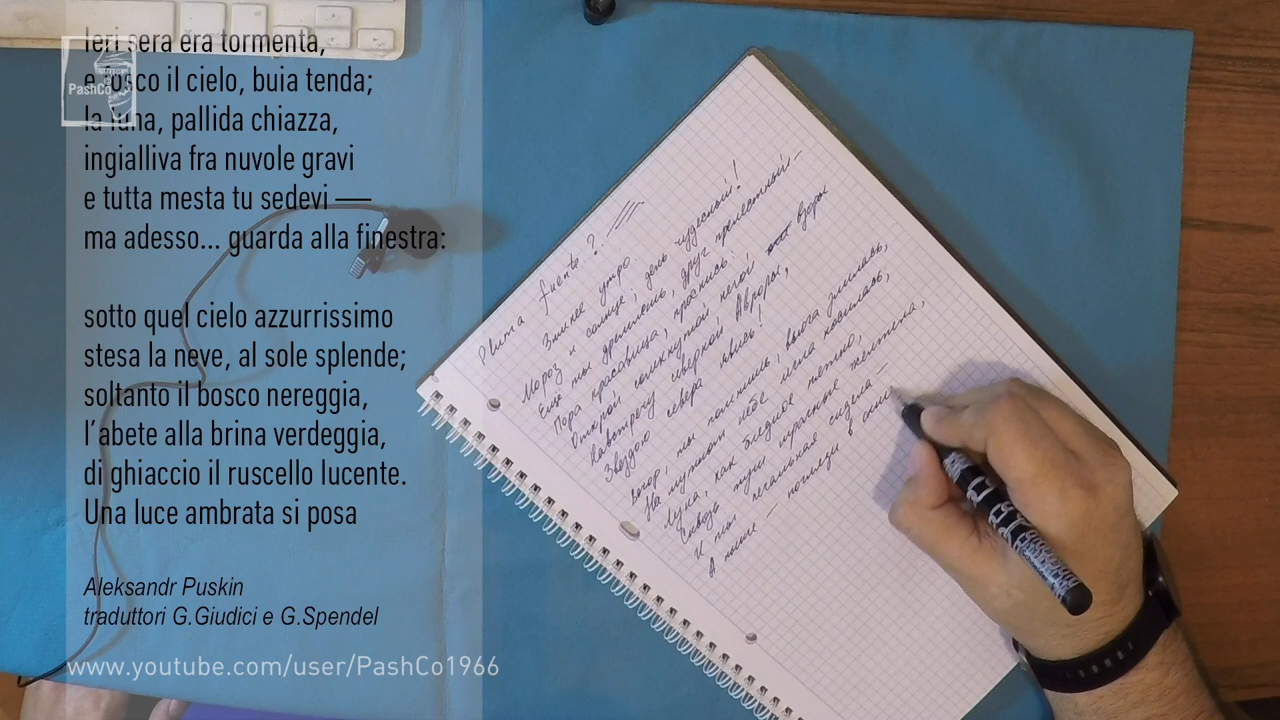 Ieri sera era tormenta,
e fosco il cielo, buia tenda;
la luna, pallida chiazza,
ingialliva fra nuvole gravi
e tutta mesta tu sedevi —
ma adesso... guarda alla finestra:
sotto quel cielo azzurrissimo
stesa la neve, al sole splende;
soltanto il bosco nereggia,
l'abete alla brina verdeggia,
di ghiaccio il ruscello lucente.
Una luce ambrata si posa
Aleksandr Puskin
traduttori G.Giudici e G.Spendel
www.youtube.com/user/PashCo1966
PashCo
Pluma fuente?
Зимнее утро.
Мороз и солнце; день чудесный!
Ещё ты дремлешь, друг прелестный —
Пора красавица, проснись:
Открой сомкнуты негой взоры
Навстречу северной Авроры,
Звездою севера явись!
Вечор, ты помнишь, вьюга злилась,
На мутном небе мгла носилась;
Луна, как бледное пятно,
Сквозь тучи мрачные желтела,
И ты печальная сидела —
А нынче — погляди в окно